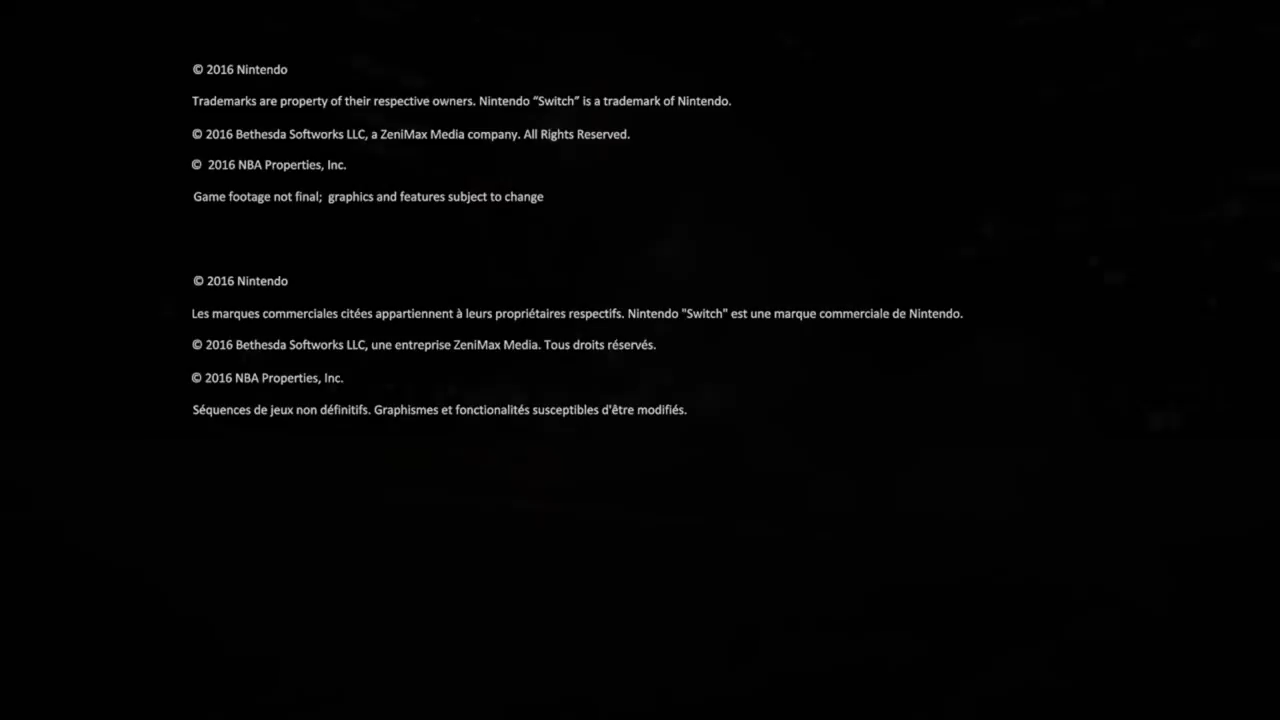 © 2016 Nintendo
Trademarks are property of their respective owners. Nintendo “Switch” is a trademark of Nintendo.
© 2016 Bethesda Softworks LLC, a ZeniMax Media company. All Rights Reserved.
© 2016 NBA Properties, Inc.
Game footage not final; graphics and features subject to change
© 2016 Nintendo
Les marques commerciales citées appartiennent à leurs propriétaires respectifs. Nintendo "Switch" est une marque commerciale de Nintendo.
© 2016 Bethesda Softworks LLC, une entreprise ZeniMax Media. Tous droits réservés.
© 2016 NBA Properties, Inc.
Séquences de jeux non définitifs. Graphismes et fonctionalités susceptibles d'être modifiés.